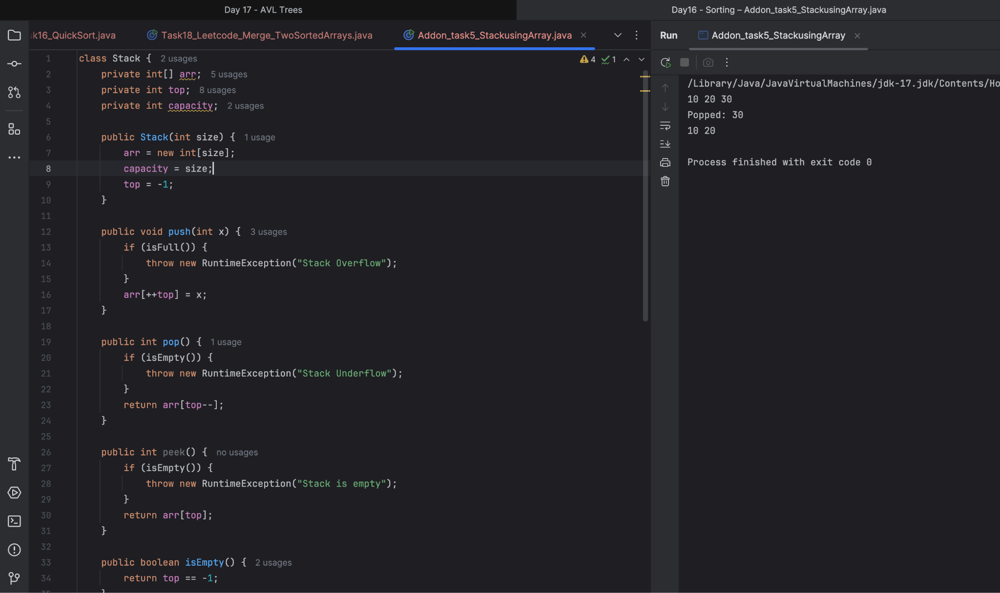 Day 17 - AVL Trees
Day16 - Sorting – Addon_task5_StackusingArray.java
sk16_QuickSort.java
Task18_Leetcode_Merge_TwoSortedArrays.java
Addon_task5_StackusingArray.java
Run
Addon_task5_StackusingArray
4
1
1 class Stack { 2 usages
2 private int[] arr; 5 usages
3 private int top; 8 usages
4 private int capacity; 2 usages
5
6 public Stack(int size) { 1 usage
7 arr = new int[size];
8 capacity = size;
9 top = -1;
10 }
11
12 public void push(int x) { 3 usages
13 if (isFull()) {
14 throw new RuntimeException("Stack Overflow");
15 }
16 arr[++top] = x;
17 }
18
19 public int pop() { 1 usage
20 if (isEmpty()) {
21 throw new RuntimeException("Stack Underflow");
22 }
23 return arr[top--];
24 }
25
26 public int peek() { no usages
27 if (isEmpty()) {
28 throw new RuntimeException("Stack is empty");
29 }
30 return arr[top];
31 }
32
33 public boolean isEmpty() { 2 usages
34 return top == -1;
35 }
/Library/Java/JavaVirtualMachines/jdk-17.jdk/Contents/Ho
10 20 30
Popped: 30
10 20
Process finished with exit code 0